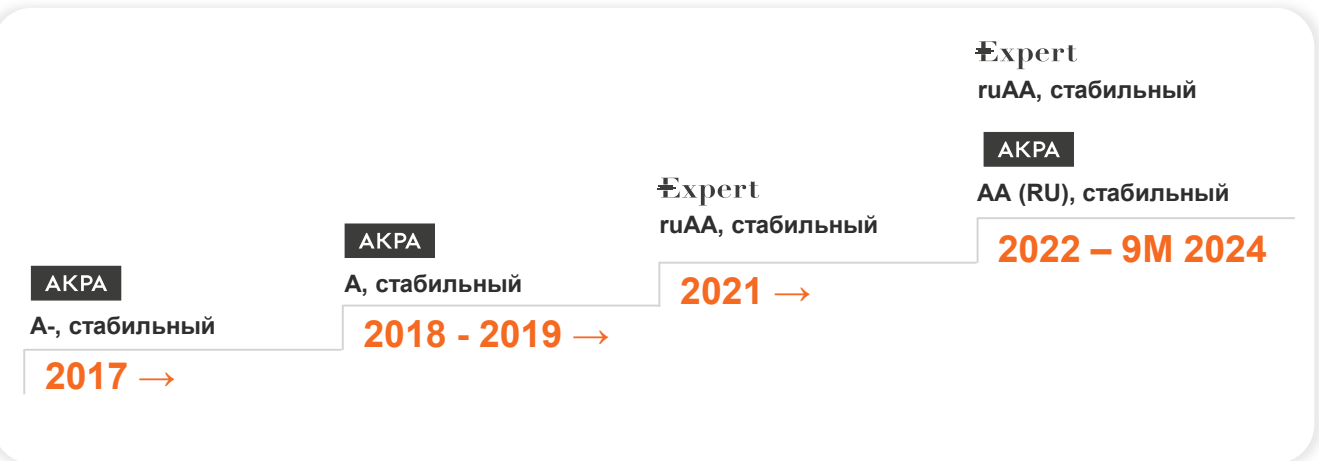 АКРА
А-, стабильный
2017 →
АКРА
А, стабильный
2018 - 2019 →
Expert
ruAA, стабильный
2021 →
Expert
ruAA, стабильный
АКРА
АА (RU), стабильный
2022 – 9М 2024